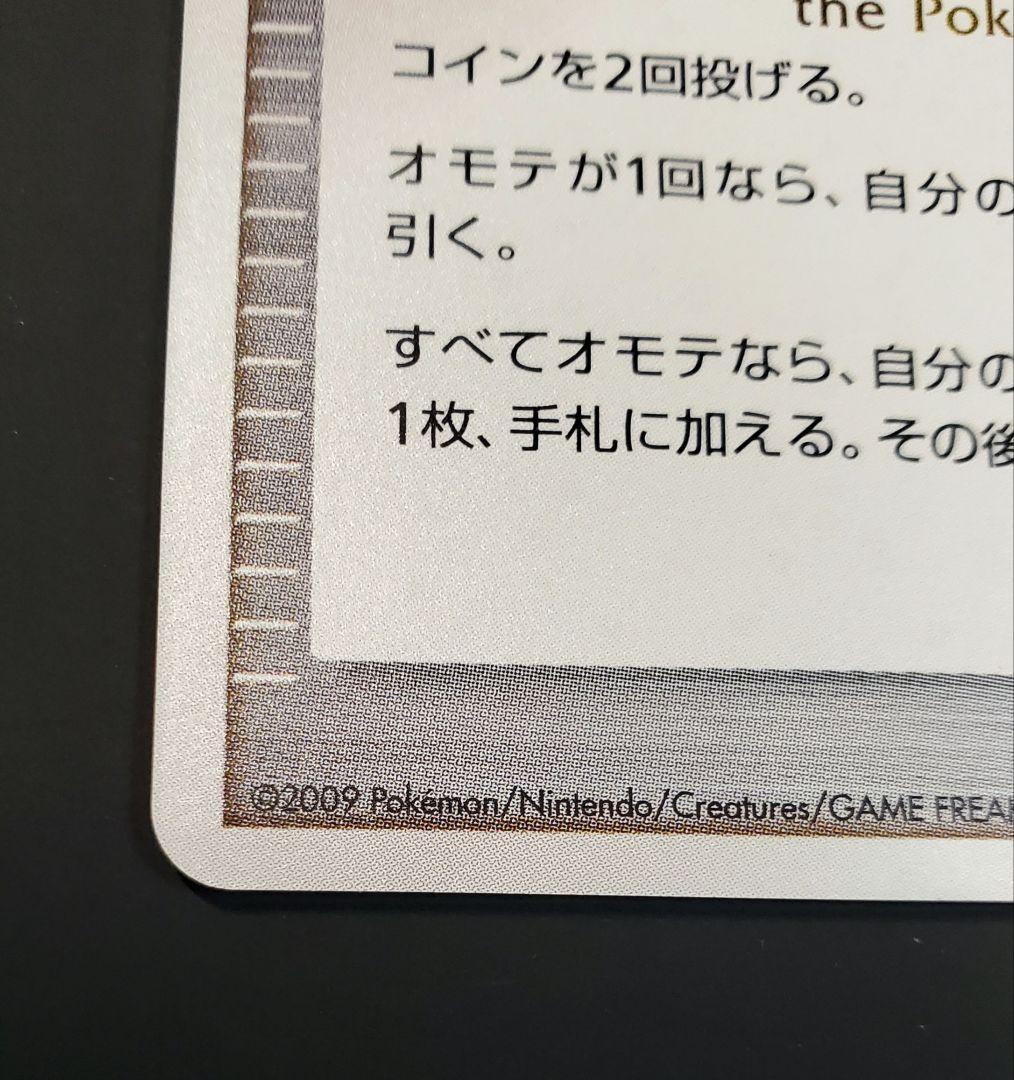 the Pok
コインを2回投げる。
オモテが1回なら、自分の
引く。
すべてオモテなら、自分の
1枚、手札に加える。その後
©2009 Pokémon/Nintendo/Creatures/GAME FREA